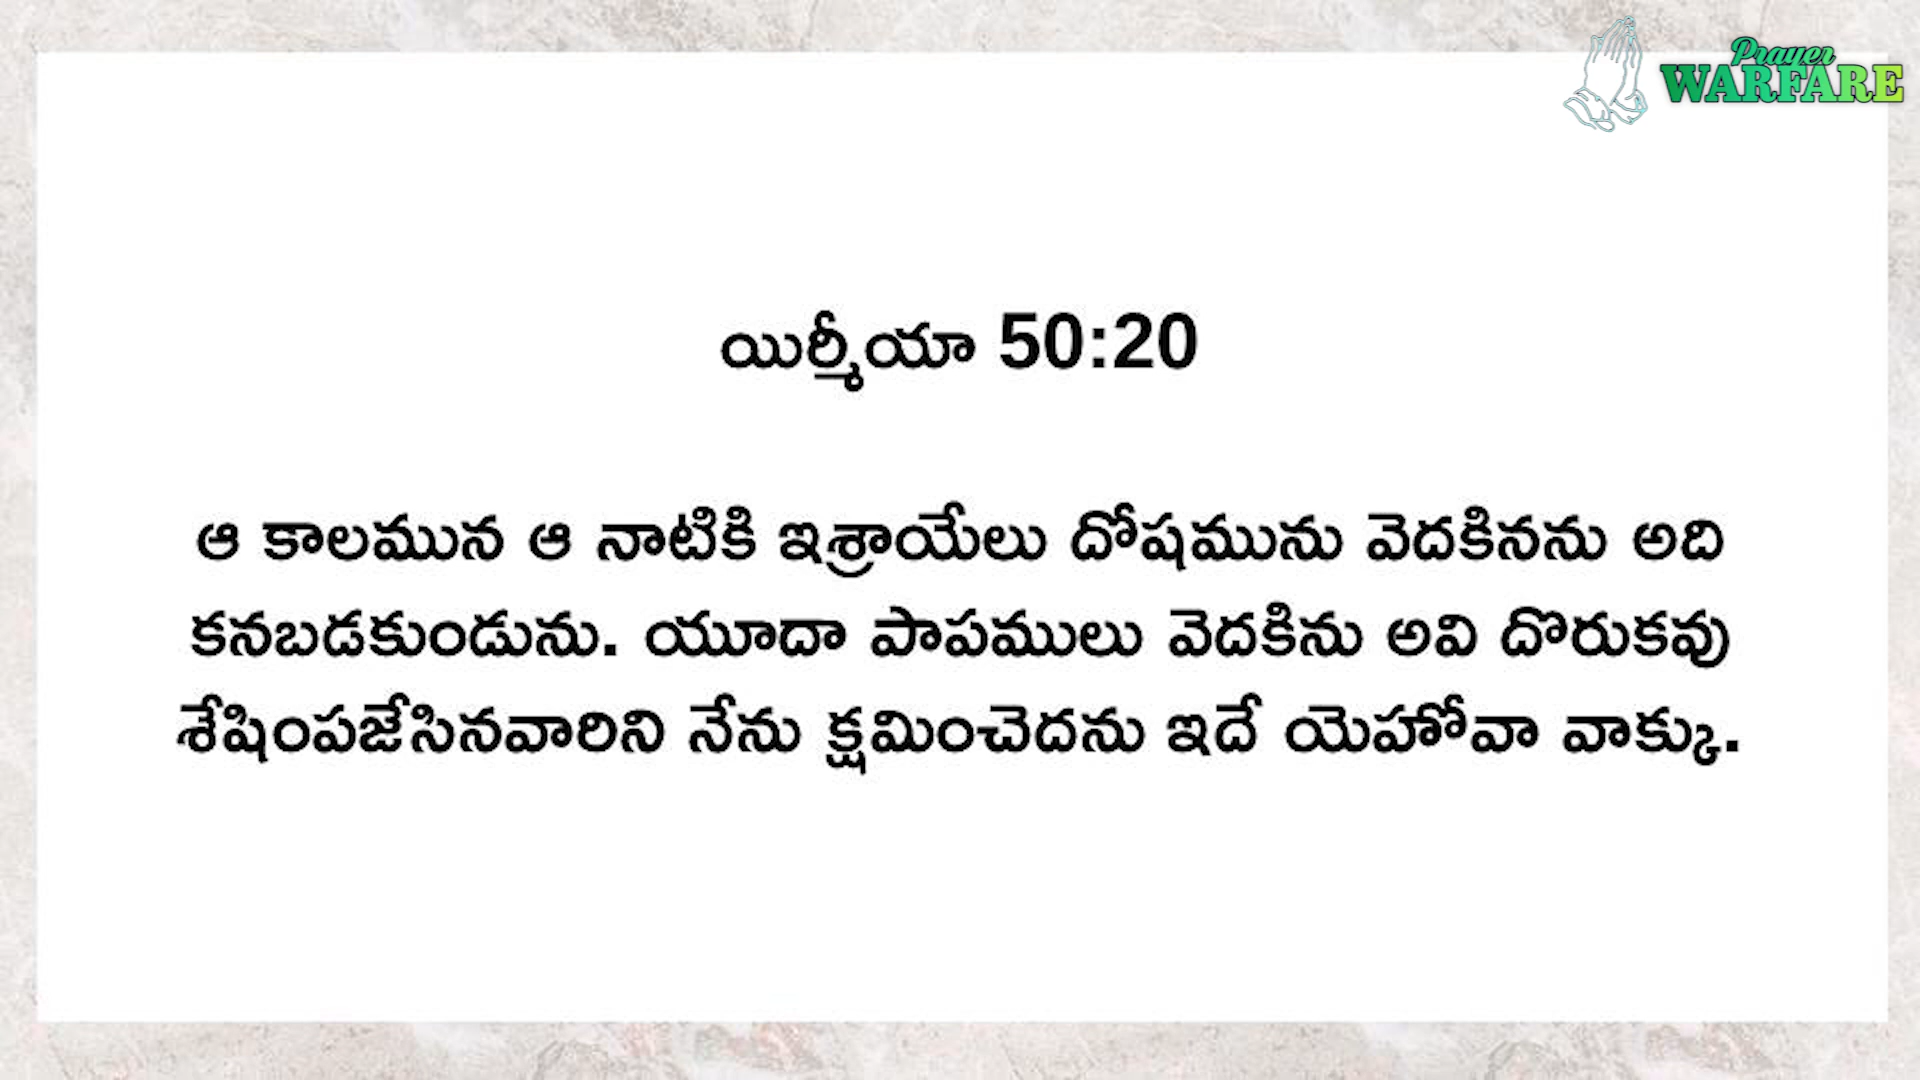 Prayer
WARFARE
యిర్మీయా 50:20
ఆ కాలమున ఆ నాటికి ఇశ్రాయేలు దోషమును వెదకినను అది
కనబడకుండును. యూదా పాపములు వెదకిను అవి దొరుకవు
శేషింపజేసినవారిని నేను క్షమించెదను ఇదే యెహోవా వాక్కు.